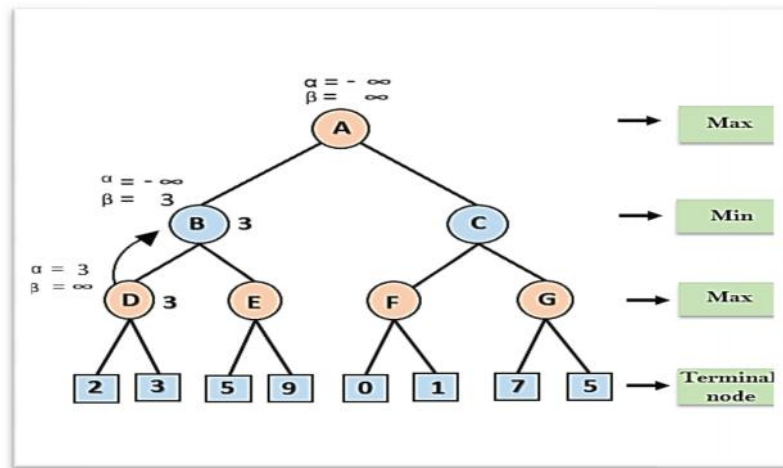 α = - ∞
β = ∞
A
Max
α = - ∞
β = 3
B 3
C
Min
α = 3
β = ∞
D 3
E
F
G
Max
2 3 5 9 0 1 7 5
Terminal
node